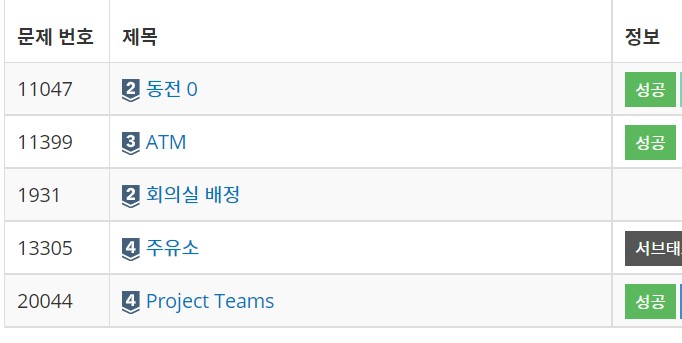 문제 번호 제목 정보
11047 2 동전 0 성공
11399 3 ATM 성공
1931 2 회의실 배정
13305 4 주유소 서브태
20044 4 Project Teams 성공